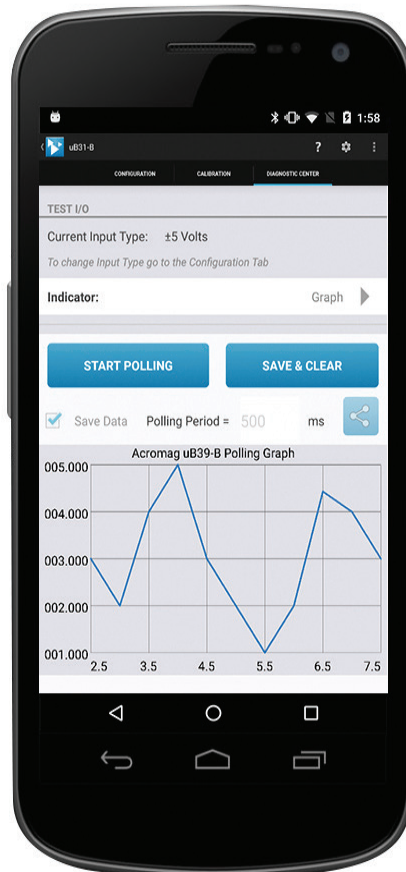 1:58
uB31-B ?
CONFIGURATION CALIBRATION DIAGNOSTIC CENTER
TEST I/O
Current Input Type: ±5 Volts
To change Input Type go to the Configuration Tab
Indicator: Graph
START POLLING SAVE & CLEAR
Save Data Polling Period = 500 ms
Acromag uB39-B Polling Graph
005.000
004.000
003.000
002.000
001.000
2.5 3.5 4.5 5.5 6.5 7.5